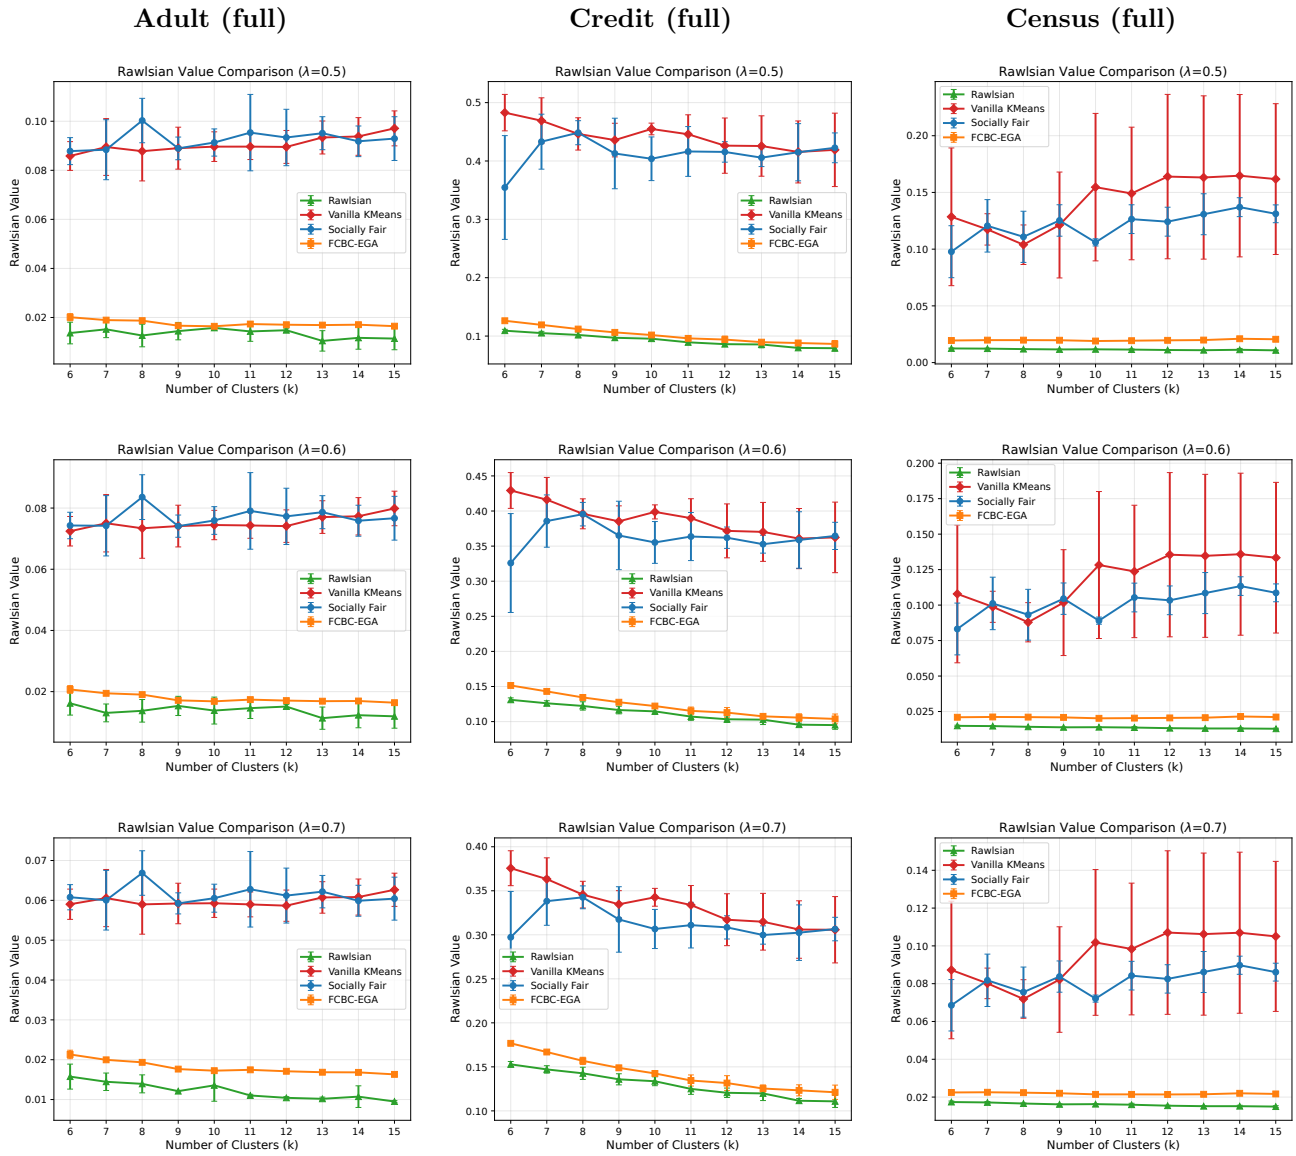 Adult (full)
Credit (full)
Census (full)
Rawlsian Value Comparison (λ=0.5)
Rawlsian Value
0.10
0.08
0.06
0.04
0.02
Rawlsian
Vanilla KMeans
Socially Fair
FCBC-EGA
6 7 8 9 10 11 12 13 14 15
Number of Clusters (k)
Rawlsian Value Comparison (λ=0.5)
Rawlsian Value
0.5
0.4
0.3
0.2
0.1
Rawlsian
Vanilla KMeans
Socially Fair
FCBC-EGA
6 7 8 9 10 11 12 13 14 15
Number of Clusters (k)
Rawlsian Value Comparison (λ=0.5)
Rawlsian Value
0.20
0.15
0.10
0.05
0.00
Rawlsian
Vanilla KMeans
Socially Fair
FCBC-EGA
6 7 8 9 10 11 12 13 14 15
Number of Clusters (k)
Rawlsian Value Comparison (λ=0.6)
Rawlsian Value
0.08
0.06
0.04
0.02
Rawlsian
Vanilla KMeans
Socially Fair
FCBC-EGA
6 7 8 9 10 11 12 13 14 15
Number of Clusters (k)
Rawlsian Value Comparison (λ=0.6)
Rawlsian Value
0.45
0.40
0.35
0.30
0.25
0.20
0.15
0.10
Rawlsian
Vanilla KMeans
Socially Fair
FCBC-EGA
6 7 8 9 10 11 12 13 14 15
Number of Clusters (k)
Rawlsian Value Comparison (λ=0.6)
Rawlsian Value
0.200
0.175
0.150
0.125
0.100
0.075
0.050
0.025
Rawlsian
Vanilla KMeans
Socially Fair
FCBC-EGA
6 7 8 9 10 11 12 13 14 15
Number of Clusters (k)
Rawlsian Value Comparison (λ=0.7)
Rawlsian Value
0.07
0.06
0.05
0.04
0.03
0.02
0.01
Rawlsian
Vanilla KMeans
Socially Fair
FCBC-EGA
6 7 8 9 10 11 12 13 14 15
Number of Clusters (k)
Rawlsian Value Comparison (λ=0.7)
Rawlsian Value
0.40
0.35
0.30
0.25
0.20
0.15
0.10
Rawlsian
Vanilla KMeans
Socially Fair
FCBC-EGA
6 7 8 9 10 11 12 13 14 15
Number of Clusters (k)
Rawlsian Value Comparison (λ=0.7)
Rawlsian Value
0.14
0.12
0.10
0.08
0.06
0.04
0.02
Rawlsian
Vanilla KMeans
Socially Fair
FCBC-EGA
6 7 8 9 10 11 12 13 14 15
Number of Clusters (k)